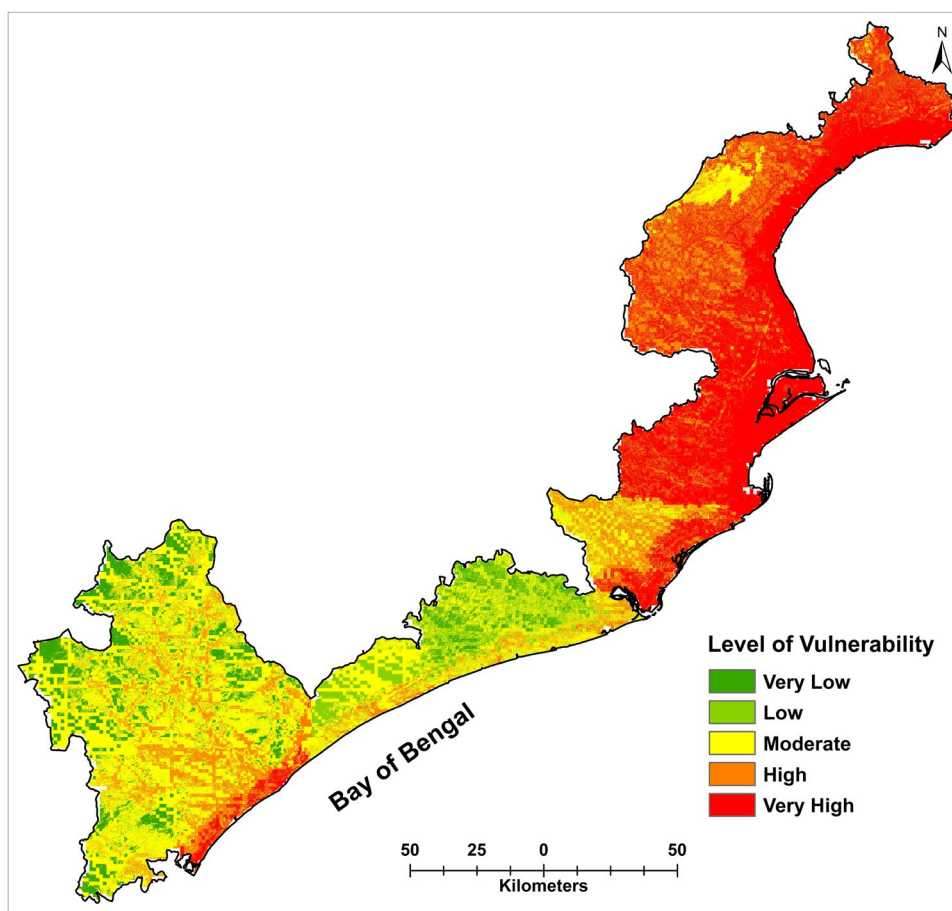 N
Bay of Bengal
Level of Vulnerability
Very Low
Low
Moderate
High
Very High
50 25 0 50
Kilometers